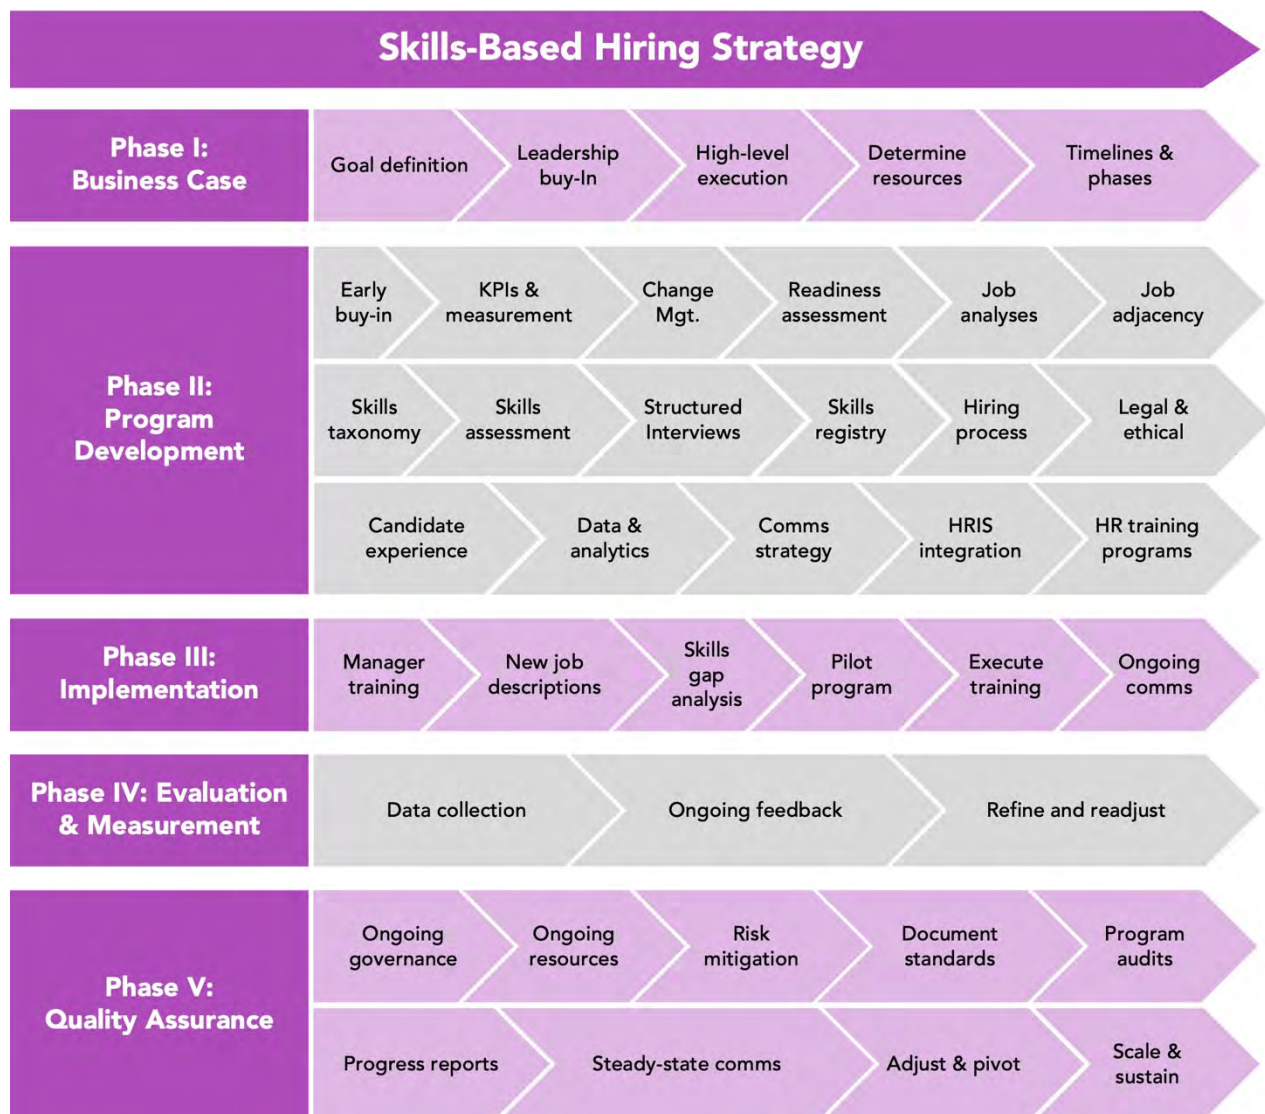 Skills-Based Hiring Strategy
Phase I:
Business Case
Goal definition
Leadership
buy-In
High-level
execution
Determine
resources
Timelines &
phases
Phase II:
Program
Development
Early
buy-in
KPIs &
measurement
Change
Mgt.
Readiness
assessment
Job
analyses
Job
adjacency
Skills
taxonomy
Skills
assessment
Structured
Interviews
Skills
registry
Hiring
process
Legal &
ethical
Candidate
experience
Data &
analytics
Comms
strategy
HRIS
integration
HR training
programs
Phase III:
Implementation
Manager
training
New job
descriptions
Skills
gap
analysis
Pilot
program
Execute
training
Ongoing
comms
Phase IV: Evaluation
& Measurement
Data collection
Ongoing feedback
Refine and readjust
Phase V:
Quality Assurance
Ongoing
governance
Ongoing
resources
Risk
mitigation
Document
standards
Program
audits
Progress reports
Steady-state comms
Adjust & pivot
Scale &
sustain